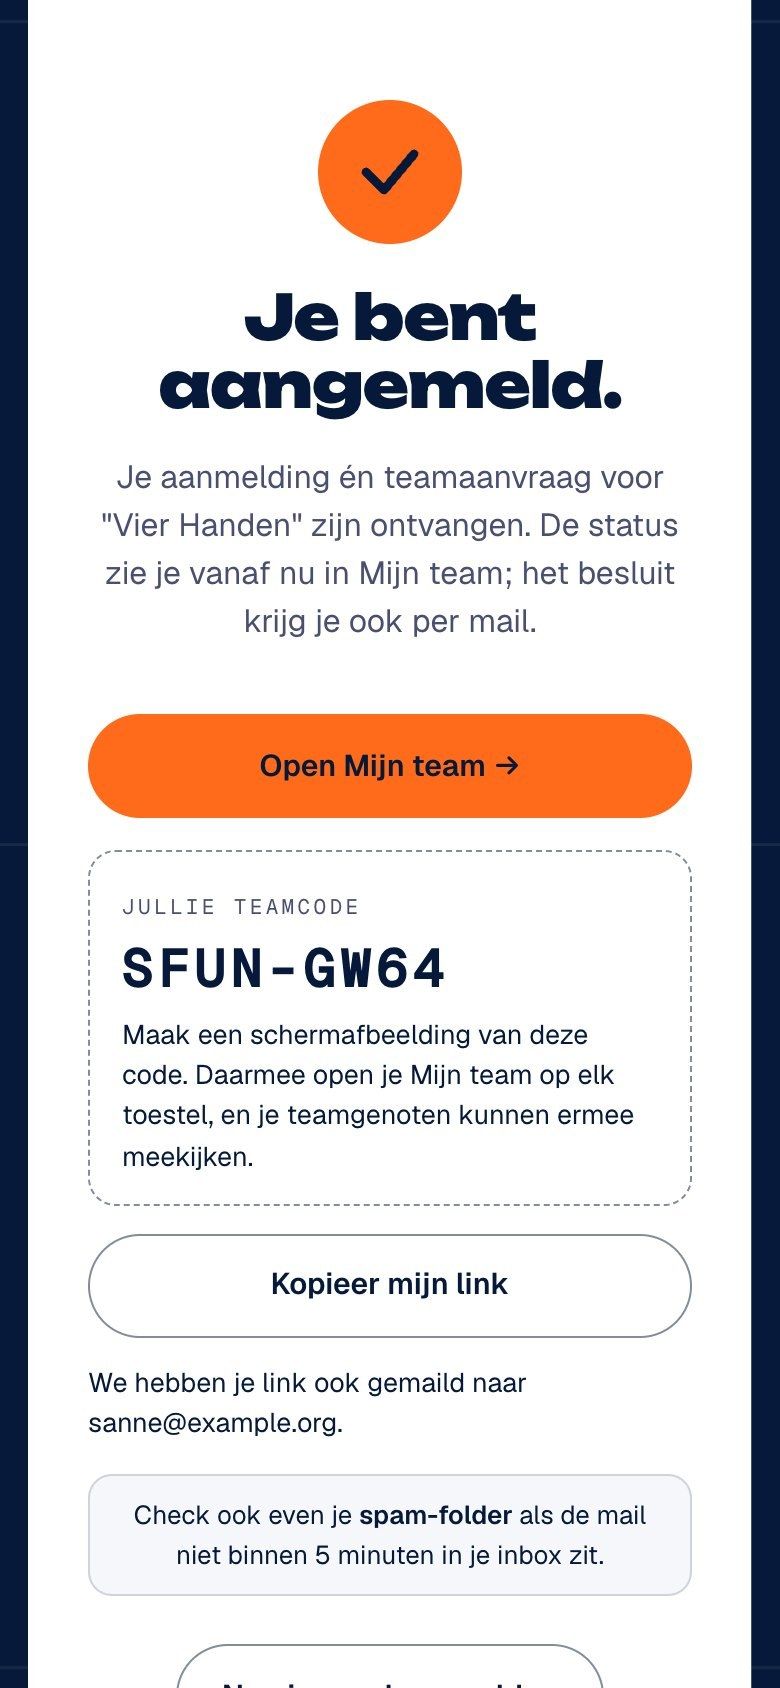 Je bent
aangemeld.
Je aanmelding én teamaanvraag voor
"Vier Handen" zijn ontvangen. De status
zie je vanaf nu in Mijn team; het besluit
krijg je ook per mail.
Open Mijn team →
JULLIE TEAMCODE
SFUN-GW64
Maak een schermafbeelding van deze
code. Daarmee open je Mijn team op elk
toestel, en je teamgenoten kunnen ermee
meekijken.
Kopieer mijn link
We hebben je link ook gemaild naar
sanne@example.org.
Check ook even je spam-folder als de mail
niet binnen 5 minuten in je inbox zit.